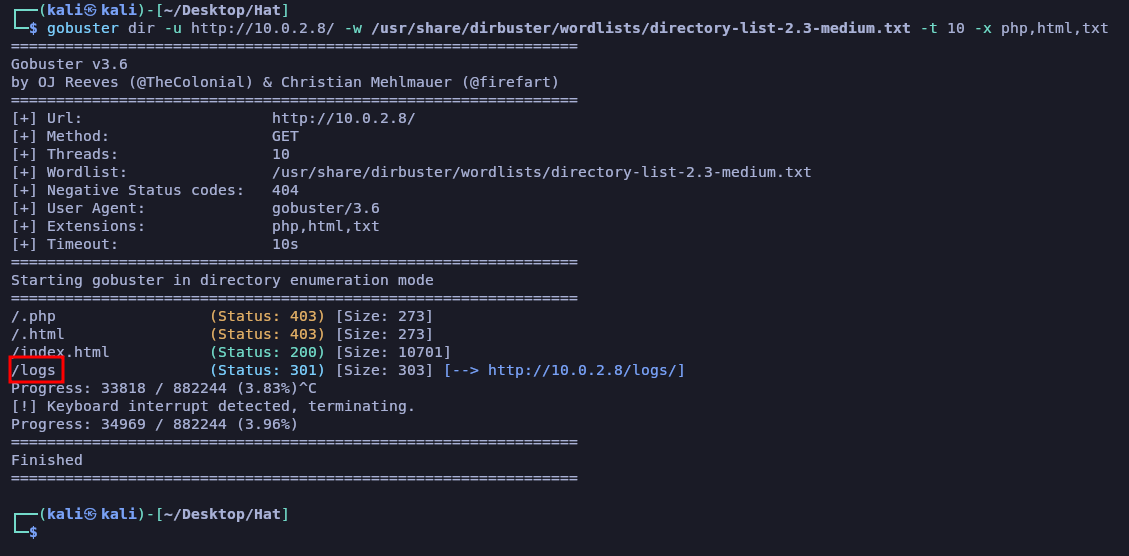 ┌──(kali㉿kali)-[~/Desktop/Hat]
└─$ gobuster dir -u http://10.0.2.8/ -w /usr/share/dirbuster/wordlists/directory-list-2.3-medium.txt -t 10 -x php,html,txt
===============================================================
Gobuster v3.6
by OJ Reeves (@TheColonial) & Christian Mehlmauer (@firefart)
===============================================================
[+] Url:                     http://10.0.2.8/
[+] Method:                  GET
[+] Threads:                 10
[+] Wordlist:                /usr/share/dirbuster/wordlists/directory-list-2.3-medium.txt
[+] Negative Status codes:   404
[+] User Agent:              gobuster/3.6
[+] Extensions:              php,html,txt
[+] Timeout:                 10s
===============================================================
Starting gobuster in directory enumeration mode
===============================================================
/.php                 (Status: 403) [Size: 273]
/.html                (Status: 403) [Size: 273]
/index.html           (Status: 200) [Size: 10701]
/logs                 (Status: 301) [Size: 303] [--> http://10.0.2.8/logs/]
Progress: 33818 / 882244 (3.83%)^C
[!] Keyboard interrupt detected, terminating.
Progress: 34969 / 882244 (3.96%)
===============================================================
Finished
===============================================================
┌──(kali㉿kali)-[~/Desktop/Hat]
└─$